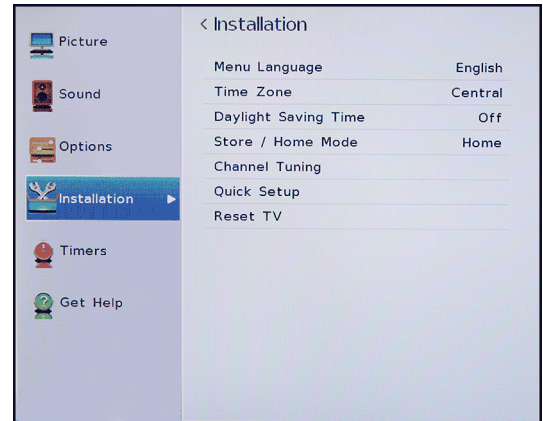 Picture
Sound
Options
Installation
Timers
Get Help
< Installation
Menu Language English
Time Zone Central
Daylight Saving Time Off
Store / Home Mode Home
Channel Tuning
Quick Setup
Reset TV